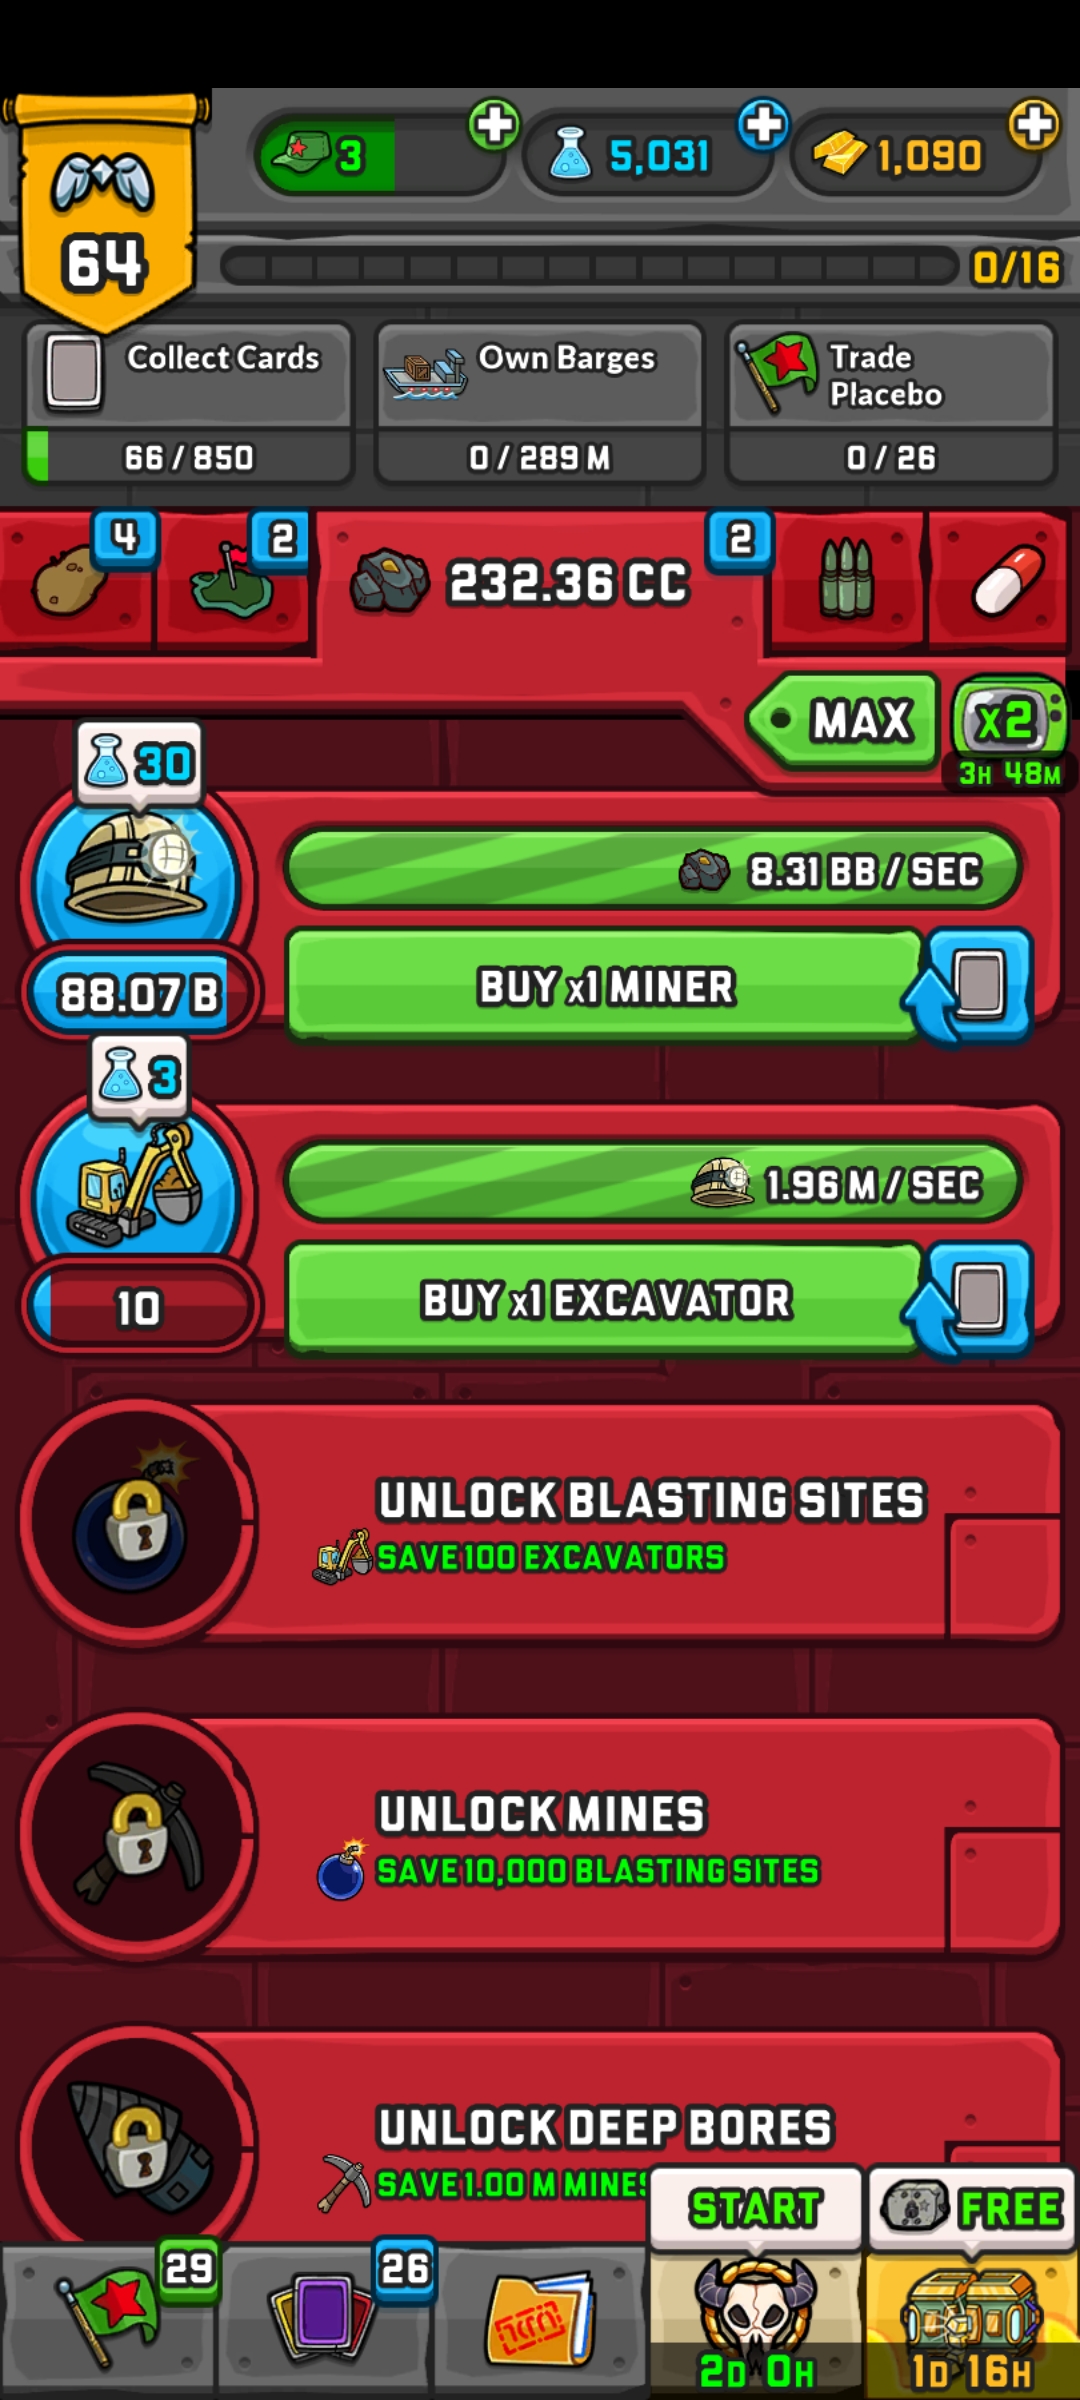 3
5,031
1,090
64
0/16
Collect Cards
66 / 850
Own Barges
0 / 289 M
Trade
Placebo
0 / 26
4
2
232.36 CC
2
MAX
X2
3H 48M
30
8.31 BB / SEC
88.07 B
BUY x1 MINER
3
1.96 M / SEC
10
BUY x1 EXCAVATOR
UNLOCK BLASTING SITES
SAVE 100 EXCAVATORS
UNLOCK MINES
SAVE 10,000 BLASTING SITES
UNLOCK DEEP BORES
SAVE 1.00 M MINES
START
FREE
29
26
2D 0H
1D 16H